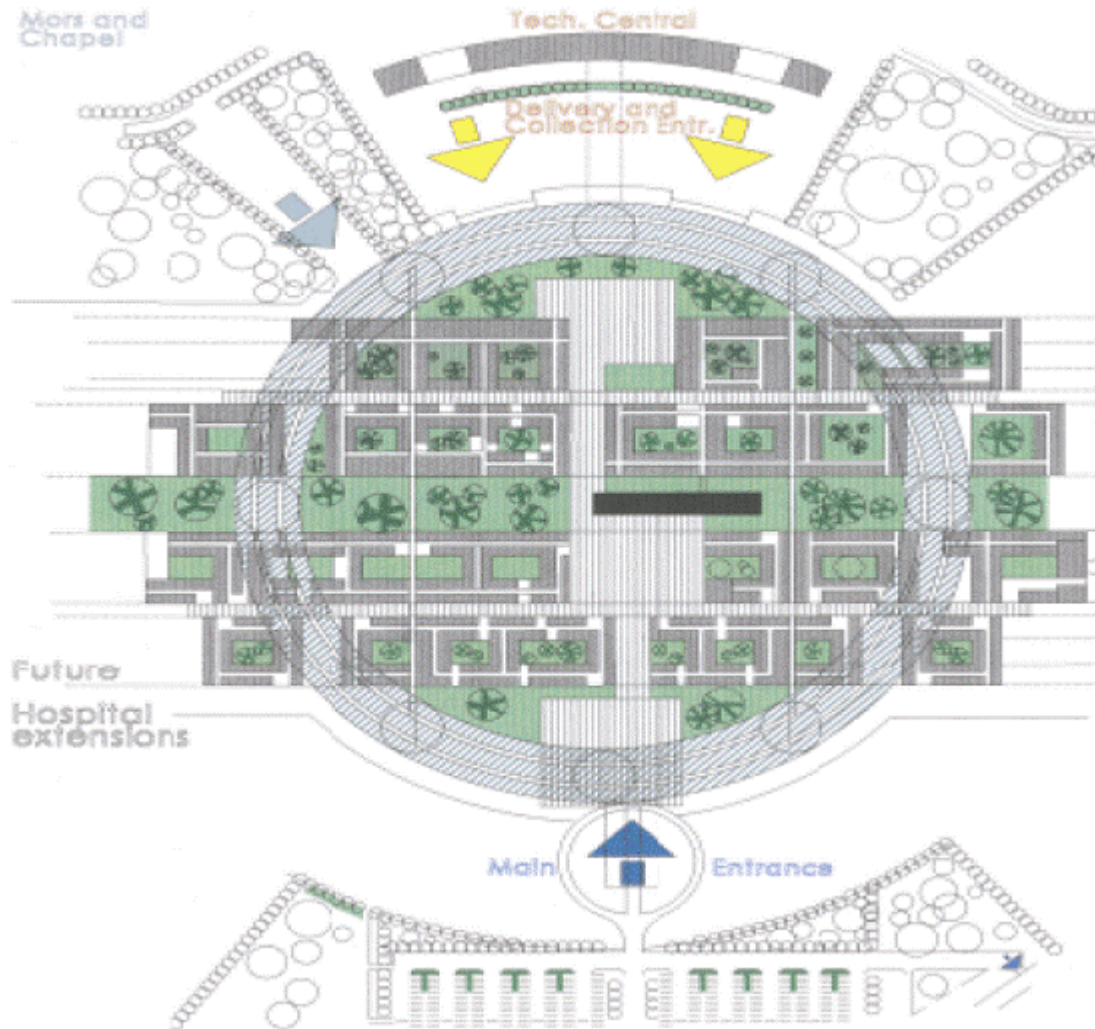 Mors and
Chapel
Tech. Central
Delivery and
Collection Entr.
Future
Hospital
extensions
Main Entrance